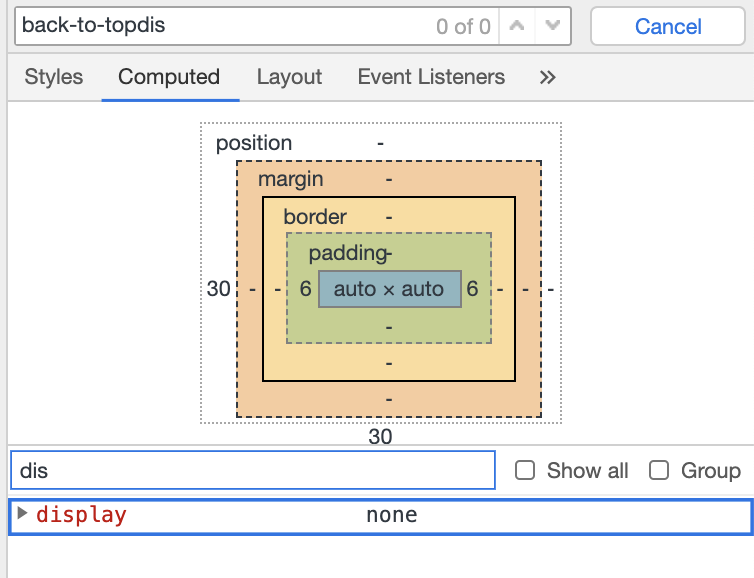 back-to-topdis 0 of 0 Cancel
Styles Computed Layout Event Listeners »
position -
margin -
border -
padding-
30 - - 6 auto × auto 6 - - -
-
-
-
30
dis Show all Group
display none